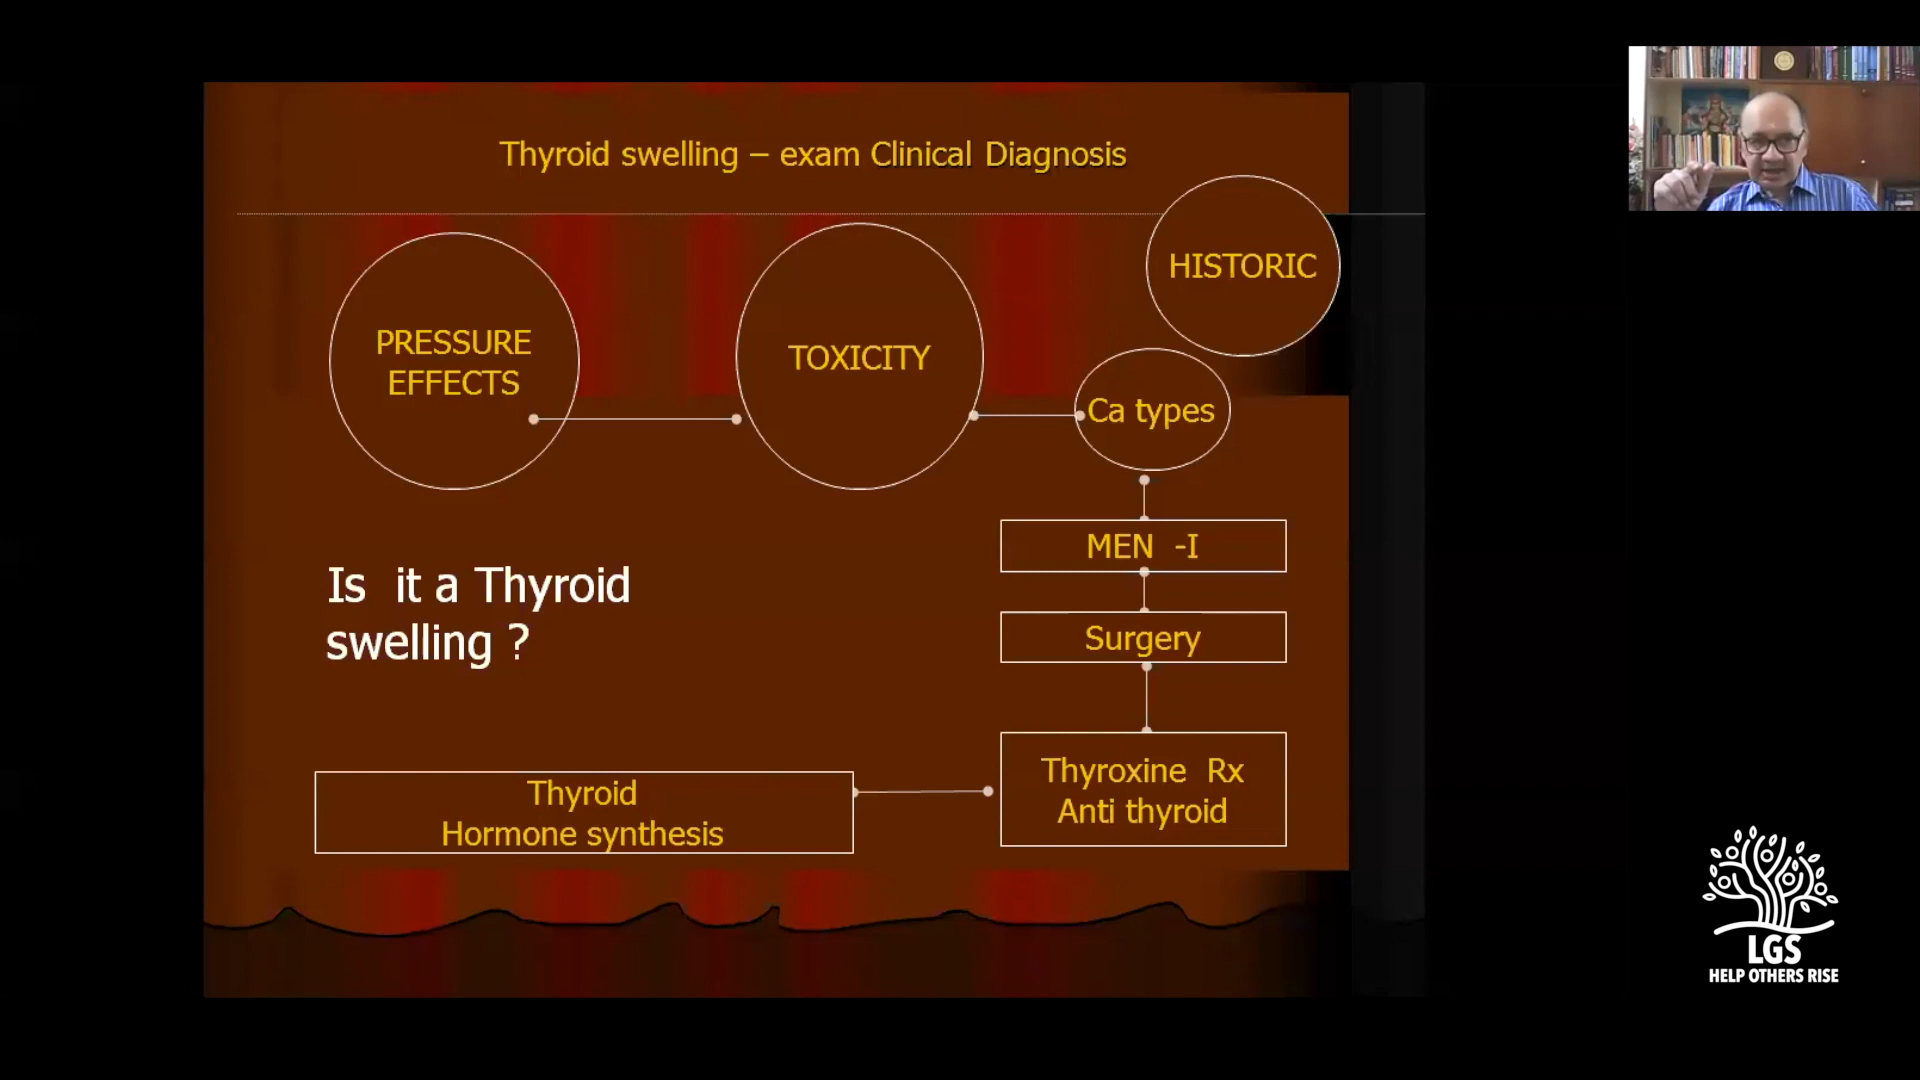 Thyroid swelling – exam Clinical Diagnosis
HISTORIC
PRESSURE
EFFECTS
TOXICITY
Ca types
MEN -I
Is it a Thyroid
swelling ?
Surgery
Thyroxine Rx
Anti thyroid
Thyroid
Hormone synthesis
LGS
HELP OTHERS RISE